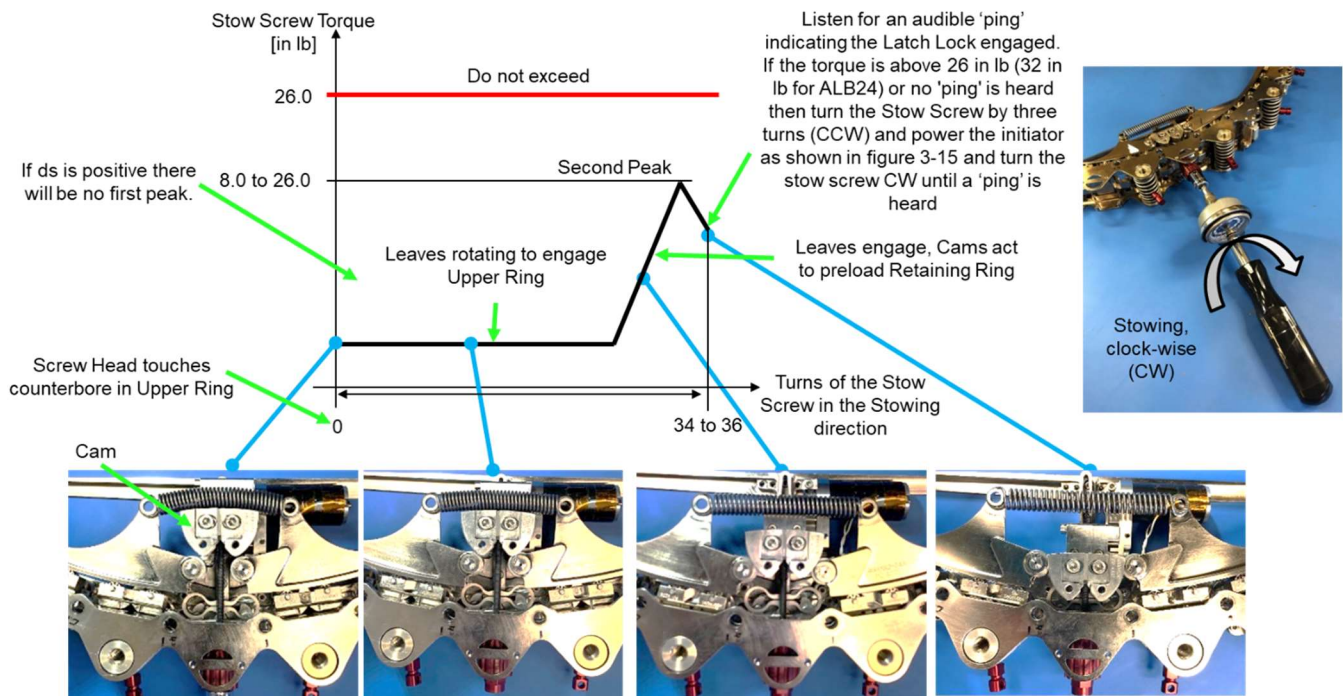 Stow Screw Torque
[in lb]
Do not exceed
26.0
Listen for an audible ‘ping’
indicating the Latch Lock engaged.
If the torque is above 26 in lb (32 in
lb for ALB24) or no 'ping' is heard
then turn the Stow Screw by three
turns (CCW) and power the initiator
as shown in figure 3-15 and turn the
stow screw CW until a ‘ping’ is
heard
If ds is positive there
will be no first peak.
8.0 to 26.0
Second Peak
Leaves rotating to engage
Upper Ring
Leaves engage, Cams act
to preload Retaining Ring
Stowing,
clock-wise
(CW)
Screw Head touches
counterbore in Upper Ring
0
34 to 36
Turns of the Stow
Screw in the Stowing
direction
Cam